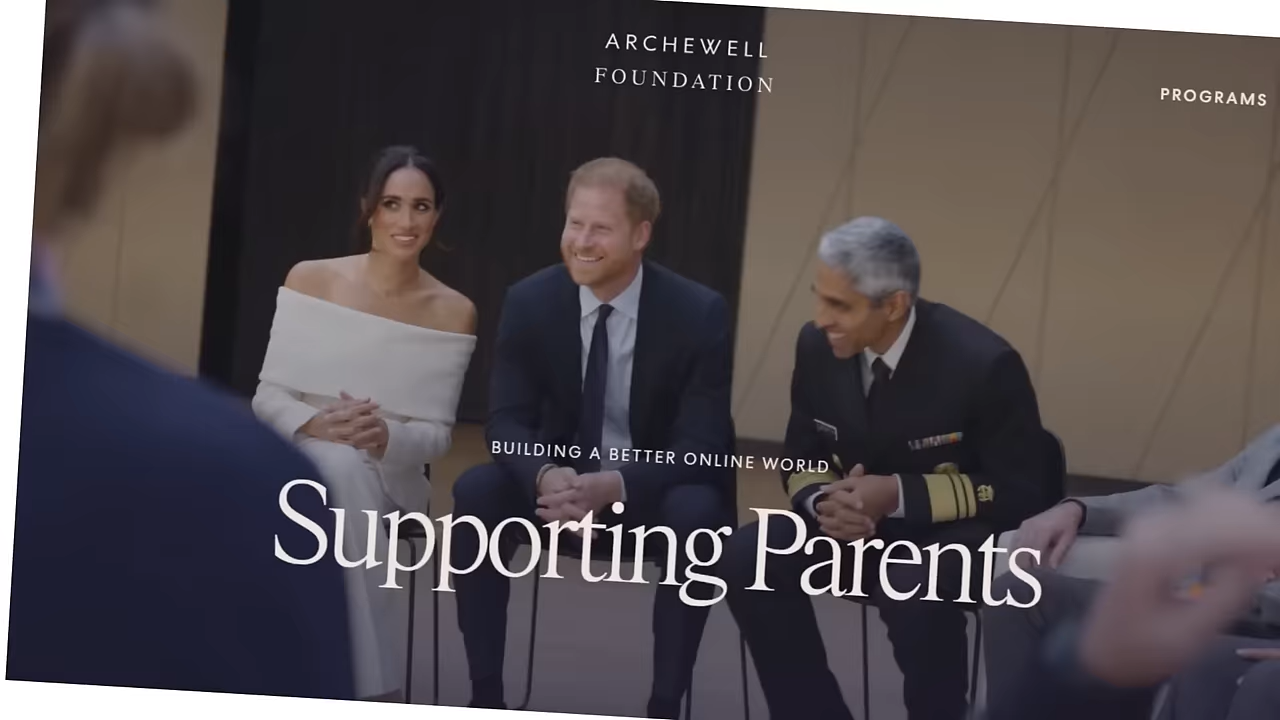 ARCHEWELL
FOUNDATION
PROGRAMS
BUILDING A BETTER ONLINE WORLD
Supporting Parents